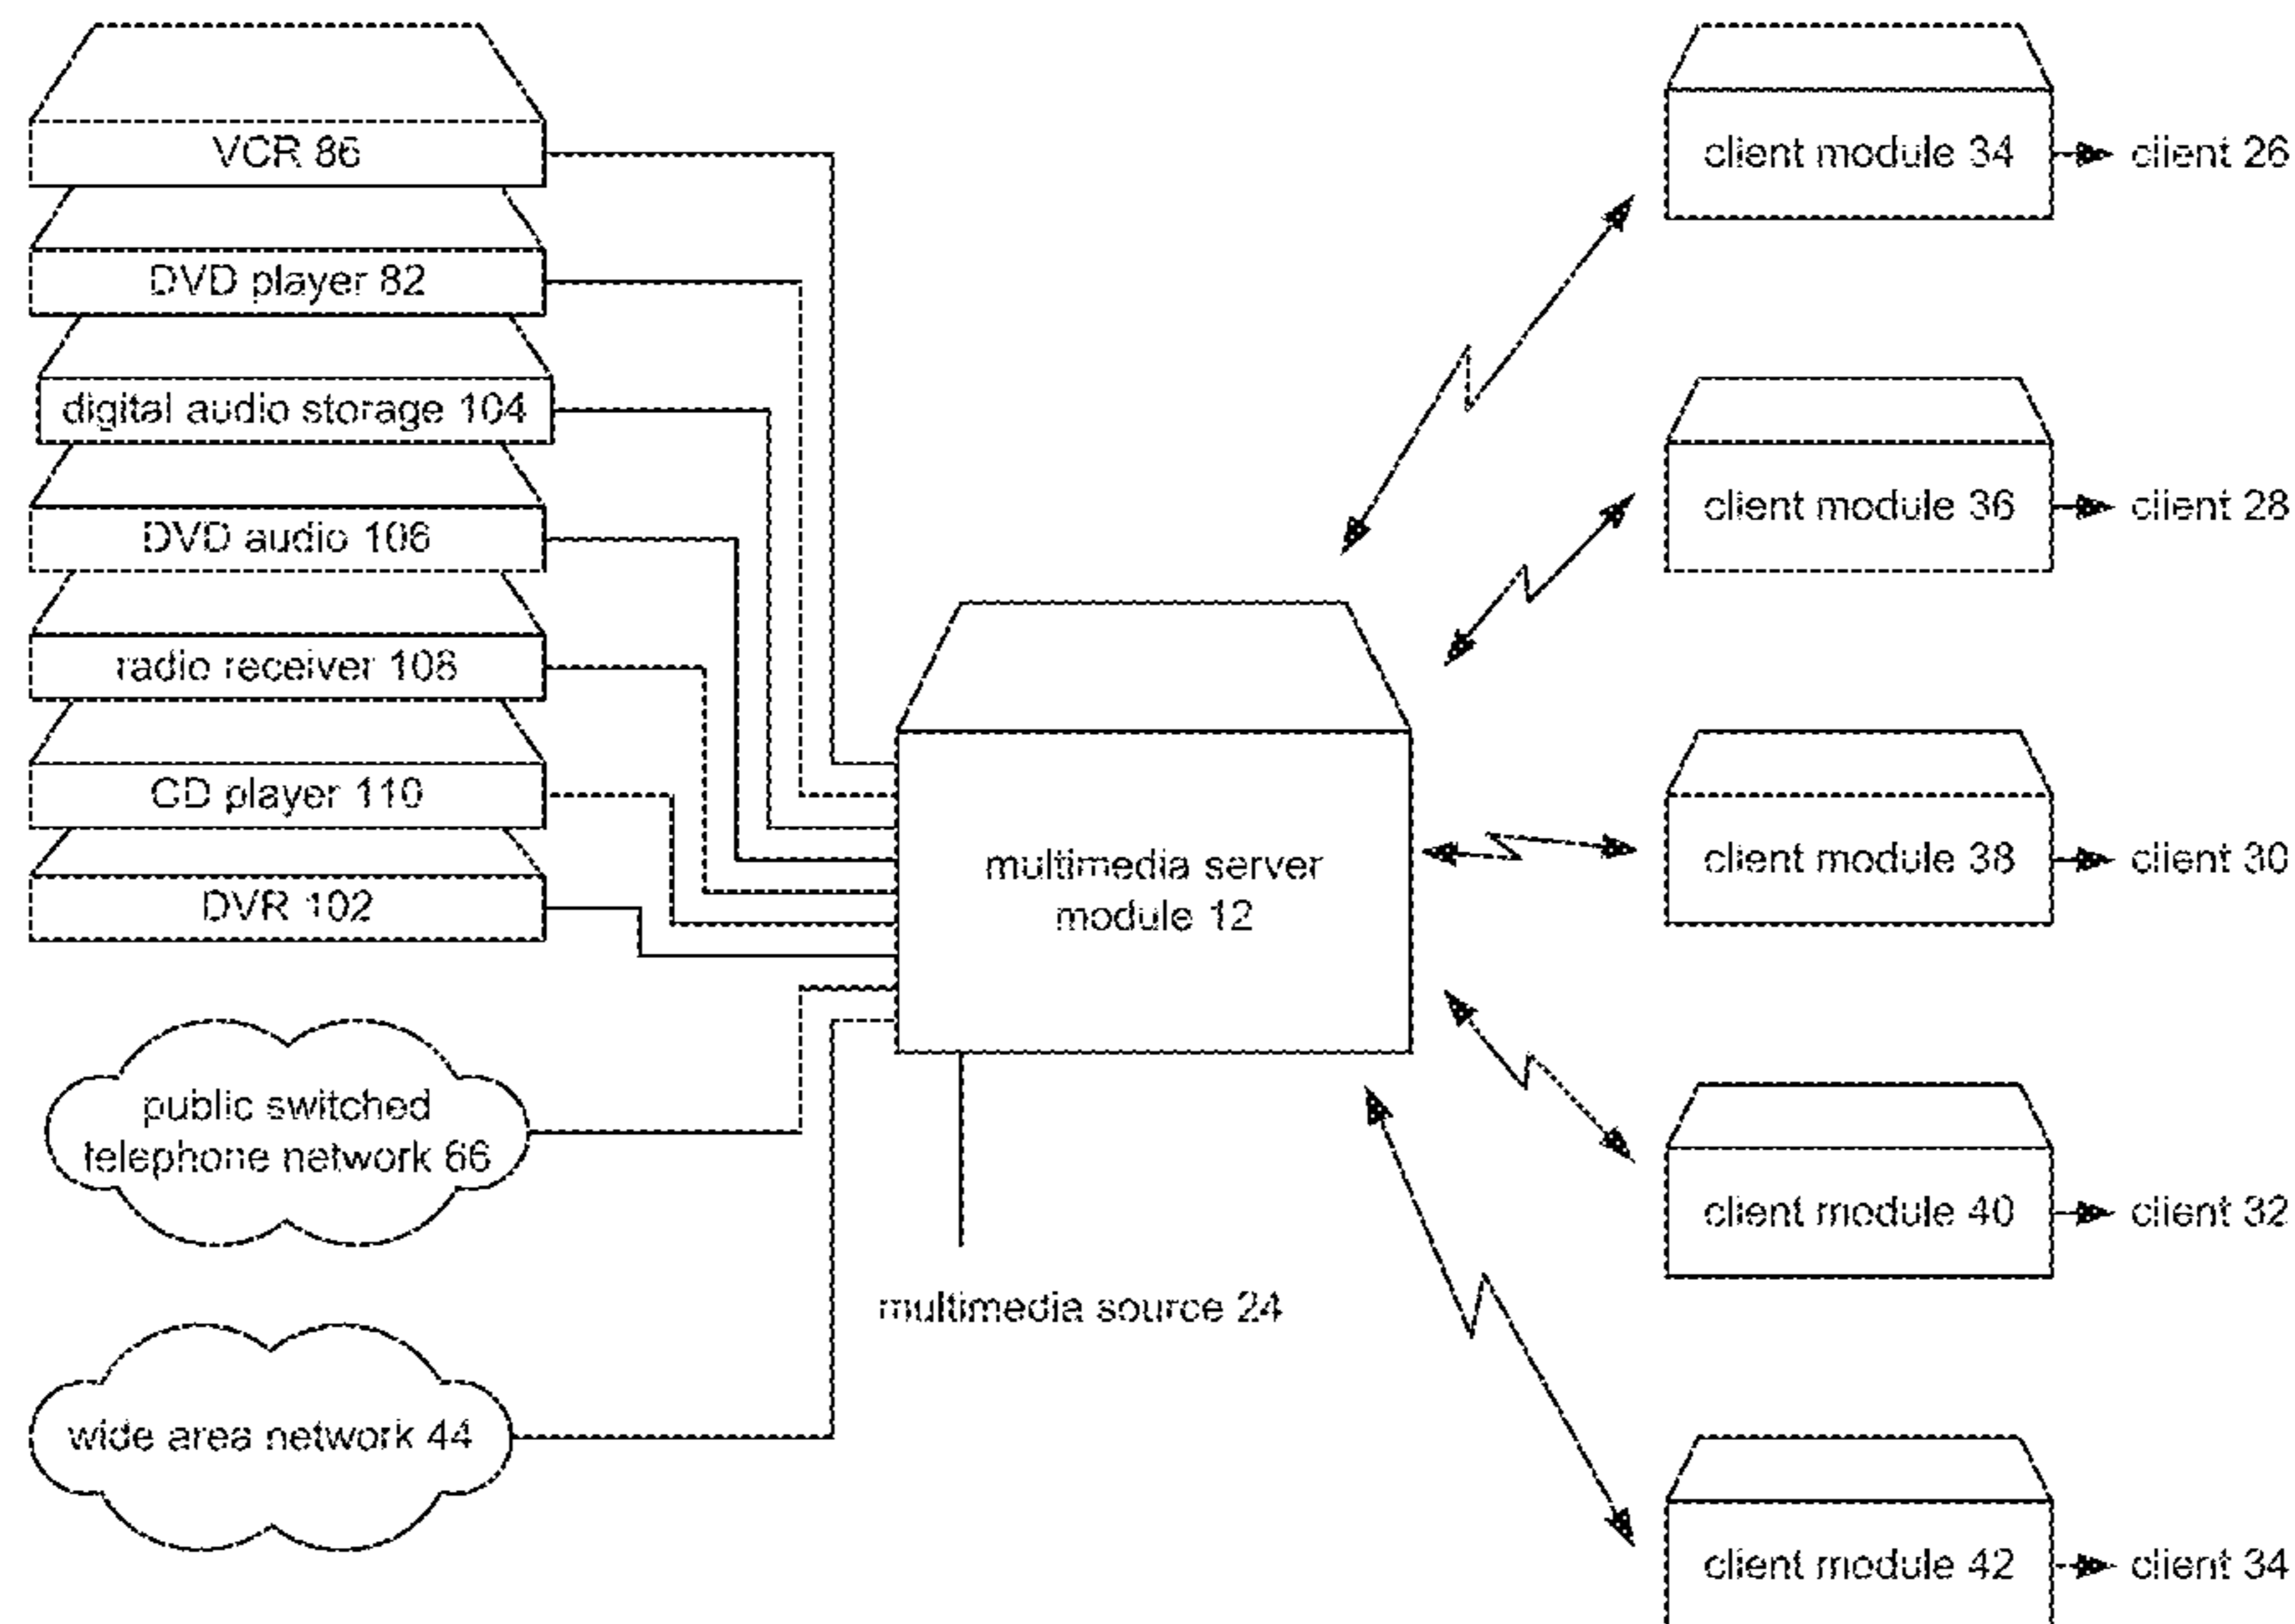 VCR 86
DVD player 82
digital audio storage 104
DVD audio 106
radio receiver 108
CD player 110
DVR 102
public switched
telephone network 66
wide area network 44
multimedia server
module 12
multimedia source 24
client module 34
client 26
client module 36
client 28
client module 38
client 30
client module 40
client 32
client module 42
client 34